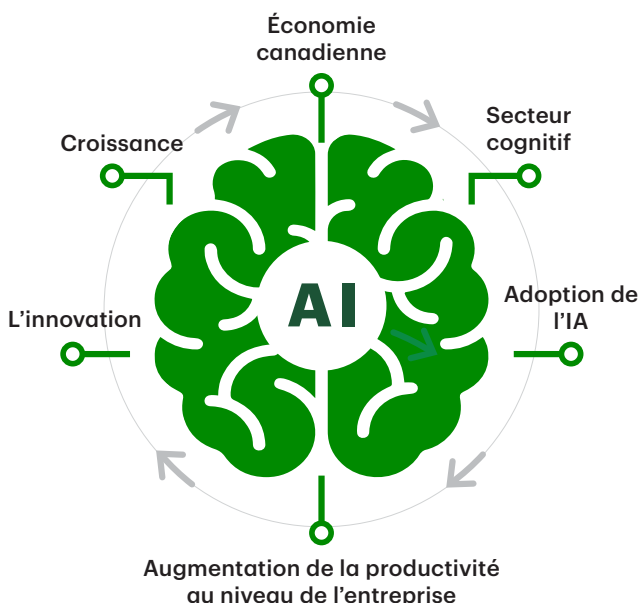 Économie
canadienne
Secteur
cognitif
Croissance
Adoption de
l'IA
L'innovation
AI
Augmentation de la productivité
au niveau de l'entreprise